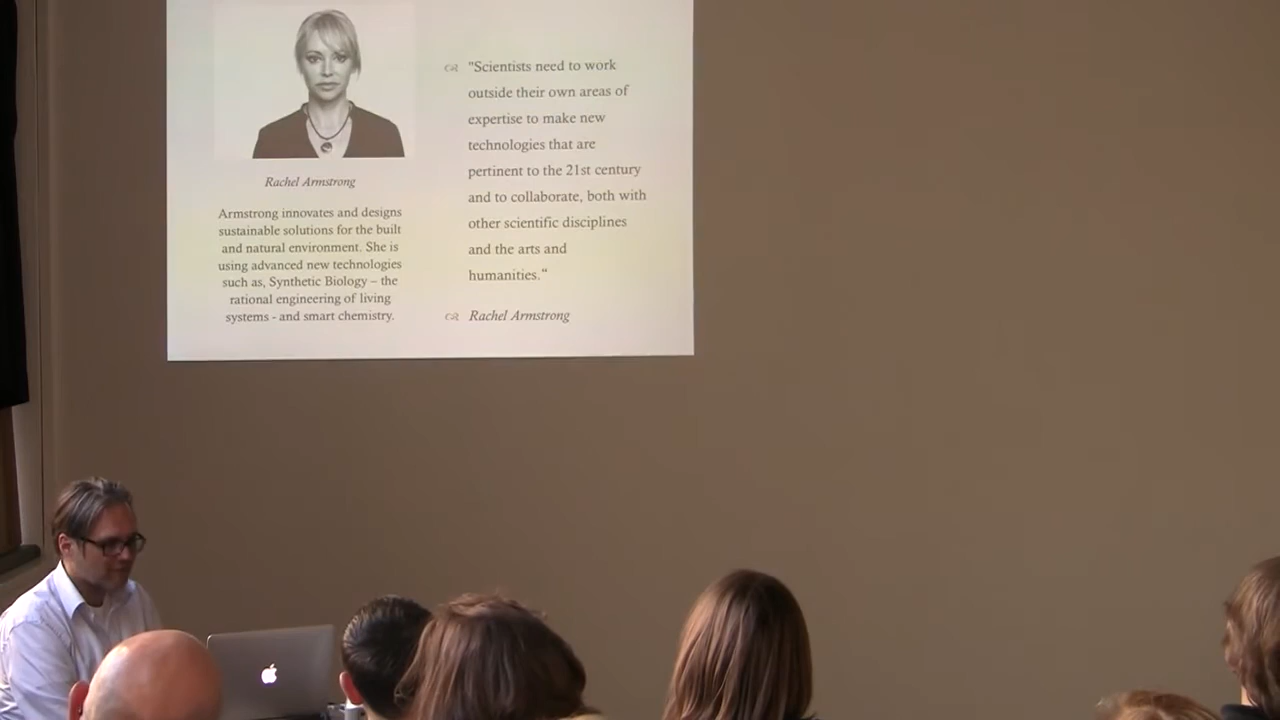 Rachel Armstrong
Armstrong innovates and designs
sustainable solutions for the built
and natural environment. She is
using advanced new technologies
such as, Synthetic Biology – the
rational engineering of living
systems - and smart chemistry.
"Scientists need to work
outside their own areas of
expertise to make new
technologies that are
pertinent to the 21st century
and to collaborate, both with
other scientific disciplines
and the arts and
humanities."
Rachel Armstrong